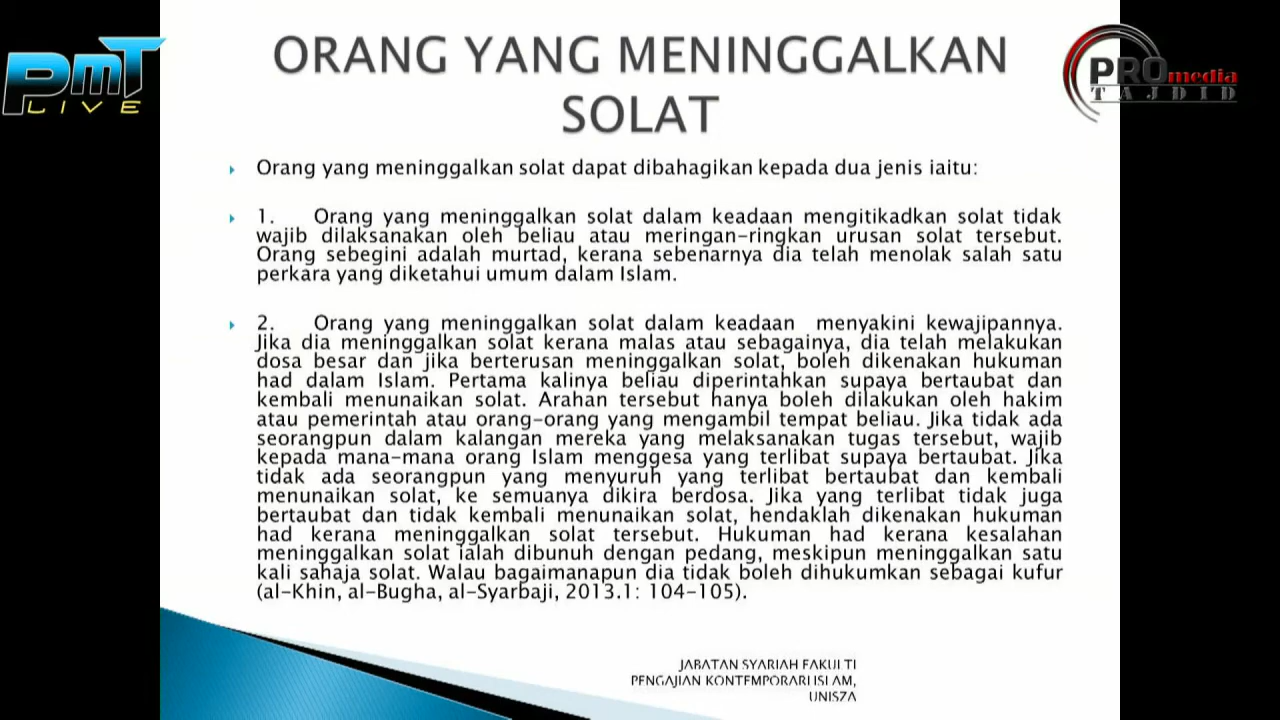 PMT
LIVE
PROmedia
TAJDID
ORANG YANG MENINGGALKAN
SOLAT
Orang yang meninggalkan solat dapat dibahagikan kepada dua jenis iaitu:
1. Orang yang meninggalkan solat dalam keadaan mengitikadkan solat tidak
wajib dilaksanakan oleh beliau atau meringan-ringkan urusan solat tersebut.
Orang sebegini adalah murtad, kerana sebenarnya dia telah menolak salah satu
perkara yang diketahui umum dalam Islam.
2. Orang yang meninggalkan solat dalam keadaan menyakini kewajipannya.
Jika dia meninggalkan solat kerana malas atau sebagainya, dia telah melakukan
dosa besar dan jika berterusan meninggalkan solat, boleh dikenakan hukuman
had dalam Islam. Pertama kalinya beliau diperintahkan supaya bertaubat dan
kembali menunaikan solat. Arahan tersebut hanya boleh dilakukan oleh hakim
atau pemerintah atau orang-orang yang mengambil tempat beliau. Jika tidak ada
seorangpun dalam kalangan mereka yang melaksanakan tugas tersebut, wajib
kepada mana-mana orang Islam menggesa yang terlibat supaya bertaubat. Jika
tidak ada seorangpun yang menyuruh yang terlibat bertaubat dan kembali
menunaikan solat, ke semuanya dikira berdosa. Jika yang terlibat tidak juga
bertaubat dan tidak kembali menunaikan solat, hendaklah dikenakan hukuman
had kerana meninggalkan solat tersebut. Hukuman had kerana kesalahan
meninggalkan solat ialah dibunuh dengan pedang, meskipun meninggalkan satu
kali sahaja solat. Walau bagaimanapun dia tidak boleh dihukumkan sebagai kufur
(al-Khin, al-Bugha, al-Syarbaji, 2013.1: 104-105).
JABATAN SYARIAH FAKULTI
PENGAJIAN KONTEMPORARI ISLAM,
UNISZA